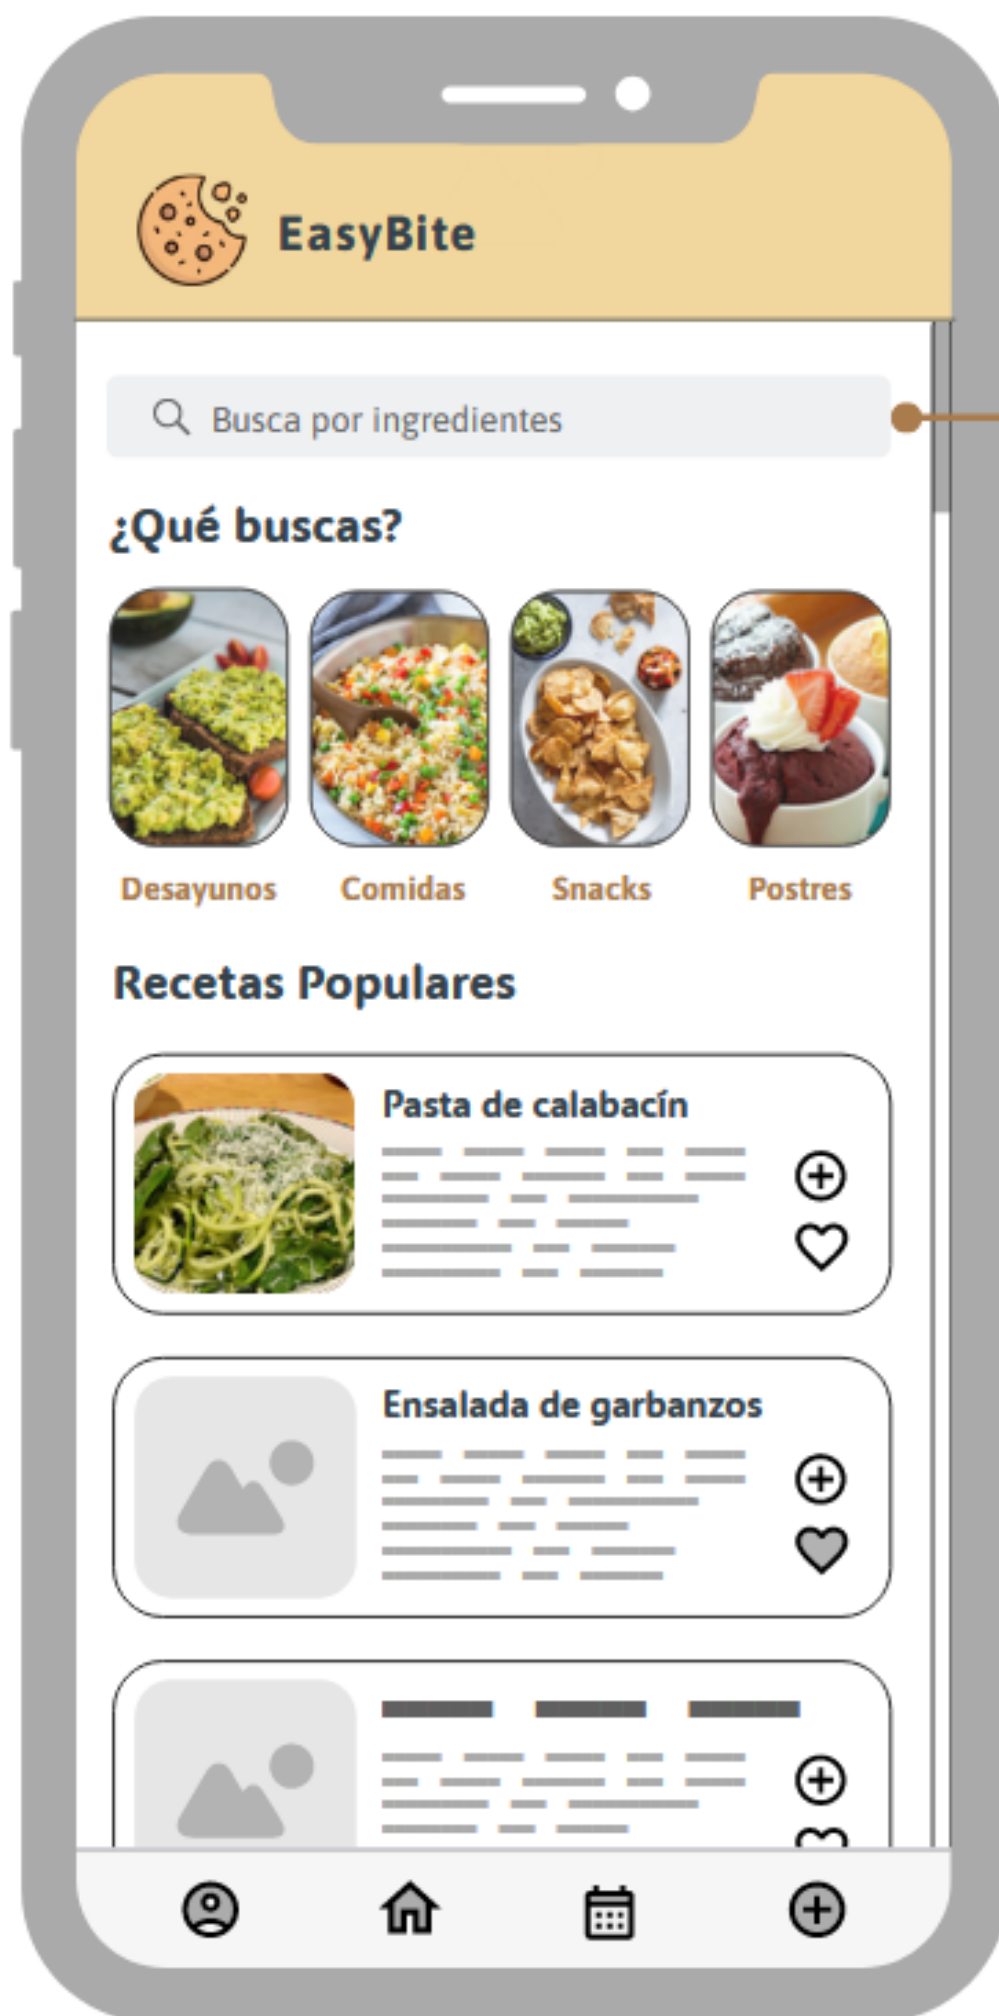 EasyBite
Busca por ingredientes
¿Qué buscas?
Desayunos Comidas Snacks Postres
Recetas Populares
Pasta de calabacín
Ensalada de garbanzos